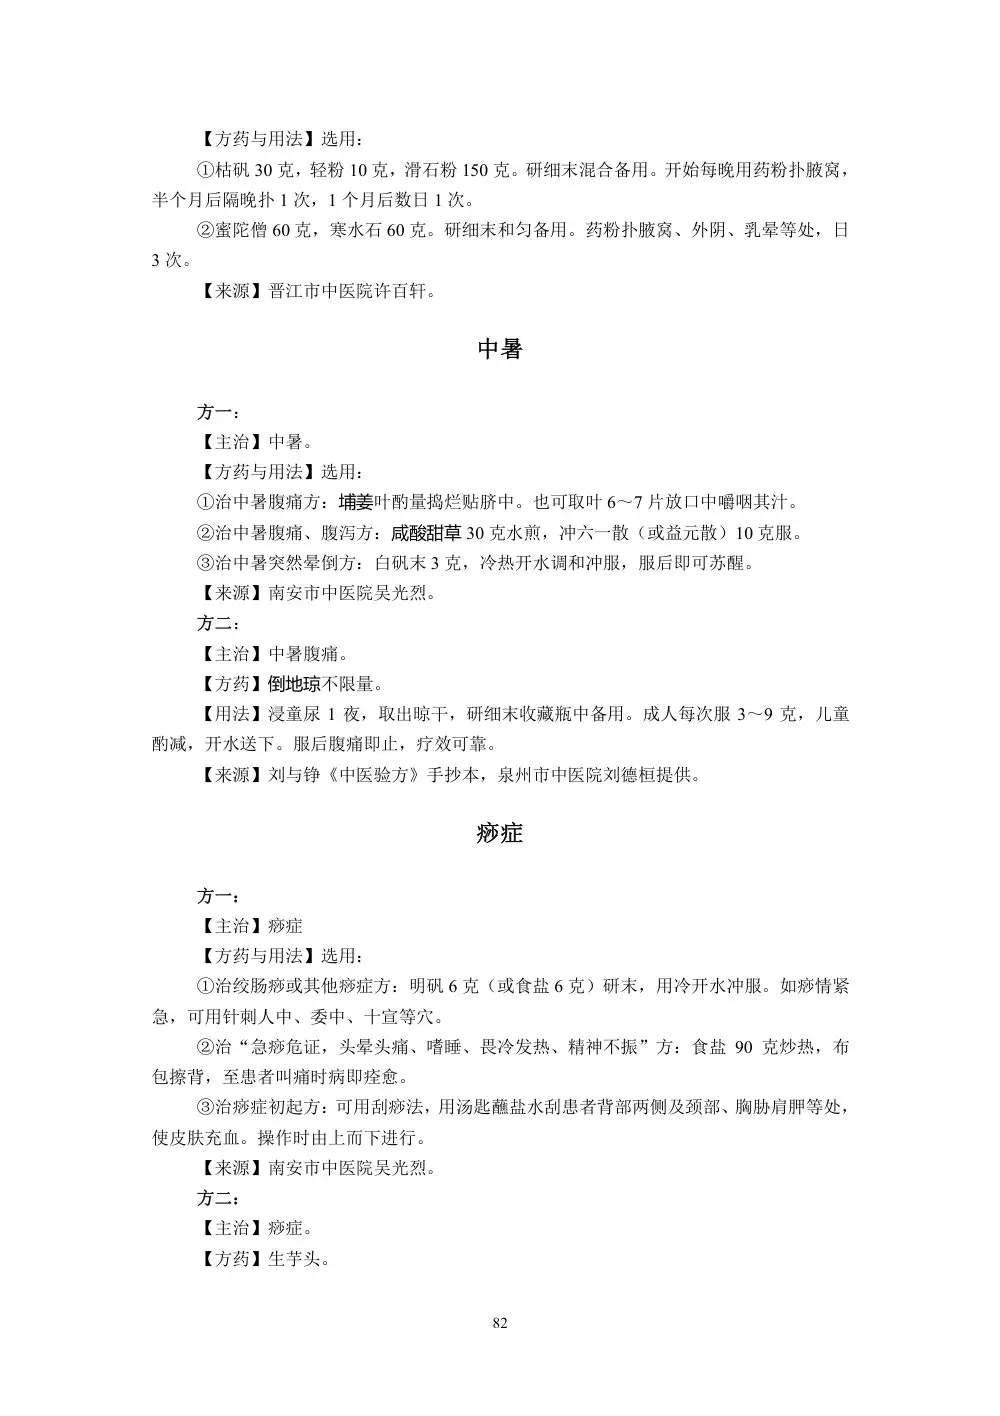 【方药与用法】选用：
①枯矾 30 克，轻粉 10 克，滑石粉 150 克。研细末混合备用。开始每晚用药粉扑腋窝，
半个月后隔晚扑 1 次，1 个月后数日 1 次。
②蜜陀僧 60 克，寒水石 60 克。研细末和匀备用。药粉扑腋窝、外阴、乳晕等处，日
3 次。
【来源】晋江市中医院许百轩。
中暑
方一：
【主治】中暑。
【方药与用法】选用：
①治中暑腹痛方：埔姜叶酌量捣烂贴脐中。也可取叶 6～7 片放口中嚼咽其汁。
②治中暑腹痛、腹泻方：咸酸甜草 30 克水煎，冲六一散（或益元散）10 克服。
③治中暑突然晕倒方：白矾末 3 克，冷热开水调和冲服，服后即可苏醒。
【来源】南安市中医院吴光烈。
方二：
【主治】中暑腹痛。
【方药】倒地琼不限量。
【用法】浸童尿 1 夜，取出晾干，研细末收藏瓶中备用。成人每次服 3～9 克，儿童
酌减，开水送下。服后腹痛即止，疗效可靠。
【来源】刘与铮《中医验方》手抄本，泉州市中医院刘德桓提供。
痧症
方一：
【主治】痧症
【方药与用法】选用：
①治绞肠痧或其他痧症方：明矾 6 克（或食盐 6 克）研末，用冷开水冲服。如痧情紧
急，可用针刺人中、委中、十宣等穴。
②治“急痧危证，头晕头痛、嗜睡、畏冷发热、精神不振”方：食盐 90 克炒热，布
包擦背，至患者叫痛时病即痊愈。
③治痧症初起方：可用刮痧法，用汤匙蘸盐水刮患者背部两侧及颈部、胸胁肩胛等处，
使皮肤充血。操作时由上而下进行。
【来源】南安市中医院吴光烈。
方二：
【主治】痧症。
【方药】生芋头。
82